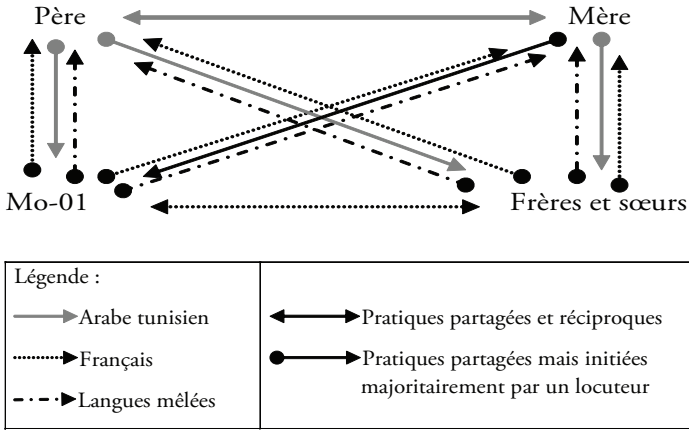 Père
Mère
Mo-01
Frères et sœurs
Légende :
Arabe tunisien
Français
Langues mêlées
Pratiques partagées et réciproques
Pratiques partagées mais initiées
majoritairement par un locuteur